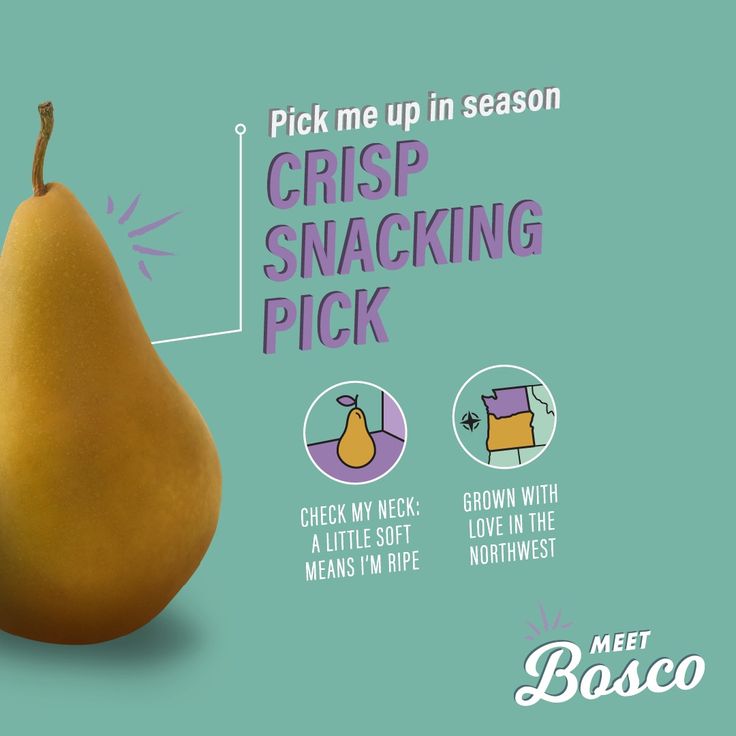 Pick me up in season
CRISP
SNACKING
PICK
CHECK MY NECK:
A LITTLE SOFT
MEANS I'M RIPE
GROWN WITH
LOVE IN THE
NORTHWEST
MEET
Bosco